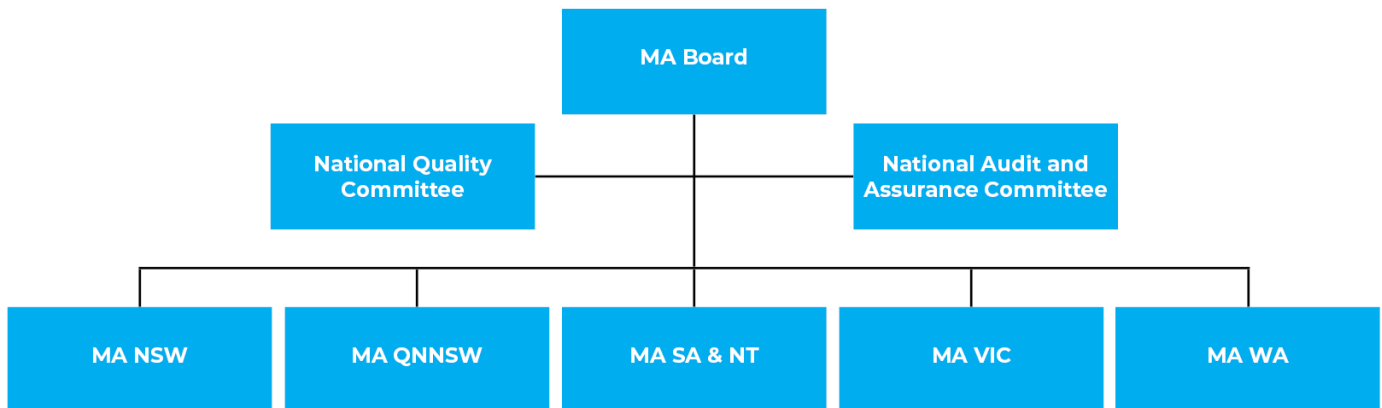 MA Board
National Quality
Committee
National Audit and
Assurance Committee
MA NSW
MA QNNSW
MA SA & NT
MA VIC
MA WA